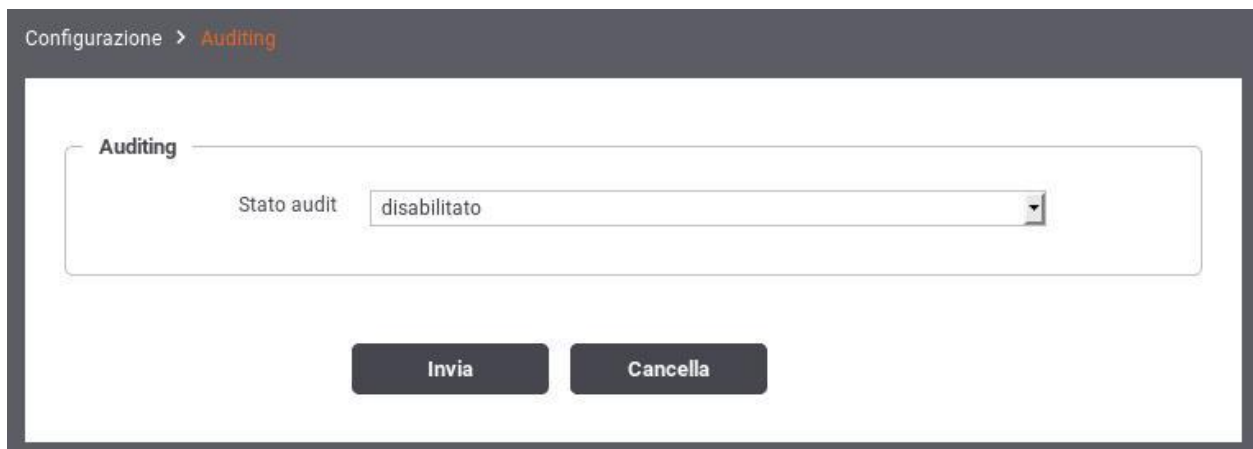 Configurazione > Auditing
Auditing
Stato audit disabilitato
Invia Cancella